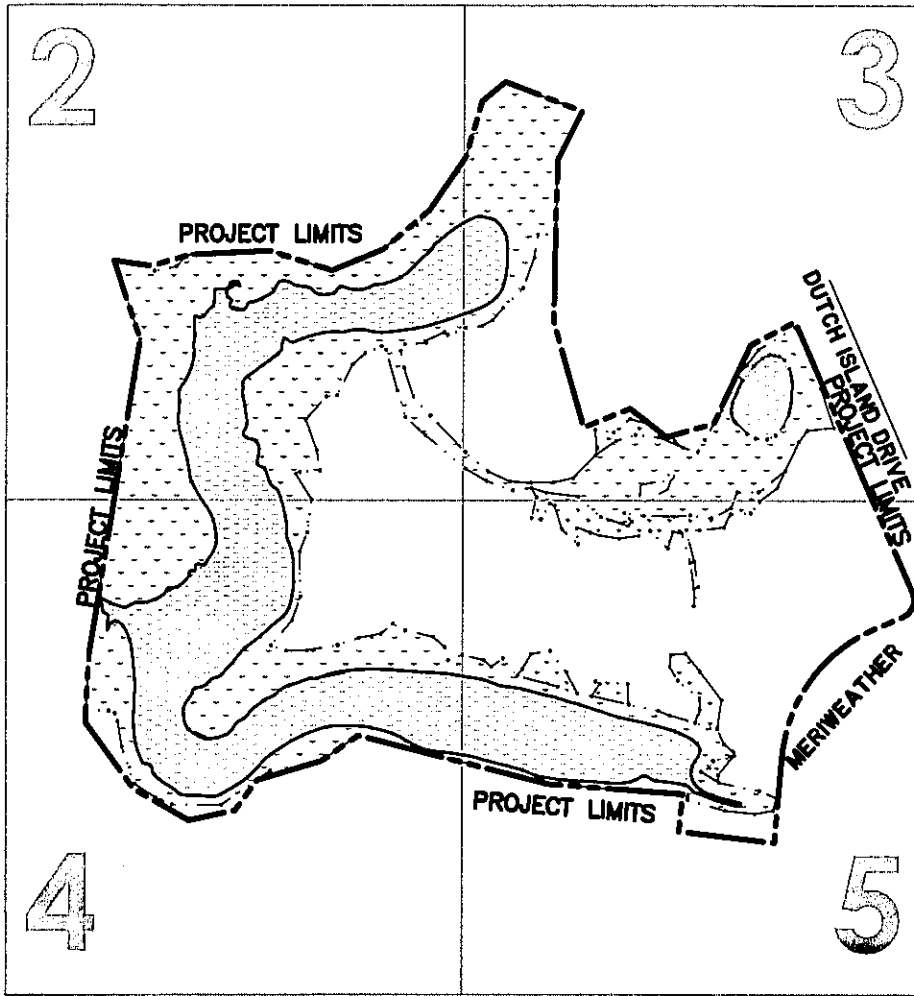 2
3
PROJECT LIMITS
DUTCH ISLAND DRIVE
PROJECT LIMITS
PROJECT LIMITS
MERIWEATHER
PROJECT LIMITS
4
5